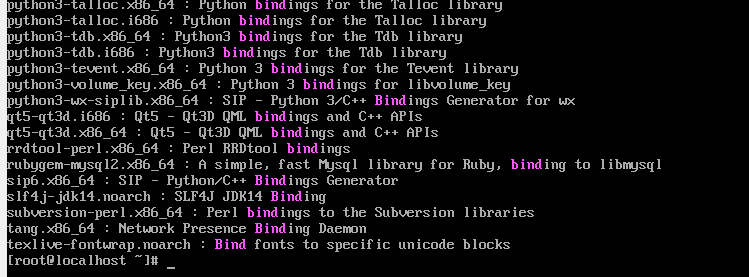 python3-talloc.x86_64 : Python bindings for the Talloc library
python3-talloc.i686 : Python bindings for the Talloc library
python3-tdb.x86_64 : Python3 bindings for the Tdb library
python3-tdb.i686 : Python3 bindings for the Tdb library
python3-tevent.x86_64 : Python 3 bindings for the Tevent library
python3-volume_key.x86_64 : Python 3 bindings for libvolume_key
python3-wx-siplib.x86_64 : SIP - Python 3/C++ Bindings Generator for wx
qt5-qt3d.i686 : Qt5 - Qt3D QML bindings and C++ APIs
qt5-qt3d.x86_64 : Qt5 - Qt3D QML bindings and C++ APIs
rrdtool-perl.x86_64 : Perl RRDtool bindings
rubygem-mysql2.x86_64 : A simple, fast Mysql library for Ruby, binding to libmysql
sip6.x86_64 : SIP - Python/C++ Bindings Generator
slf4j-jdk14.noarch : SLF4J JDK14 Binding
subversion-perl.x86_64 : Perl bindings to the Subversion libraries
tang.x86_64 : Network Presence Binding Daemon
texlive-fontwrap.noarch : Bind fonts to specific unicode blocks
[root@localhost ~]# _